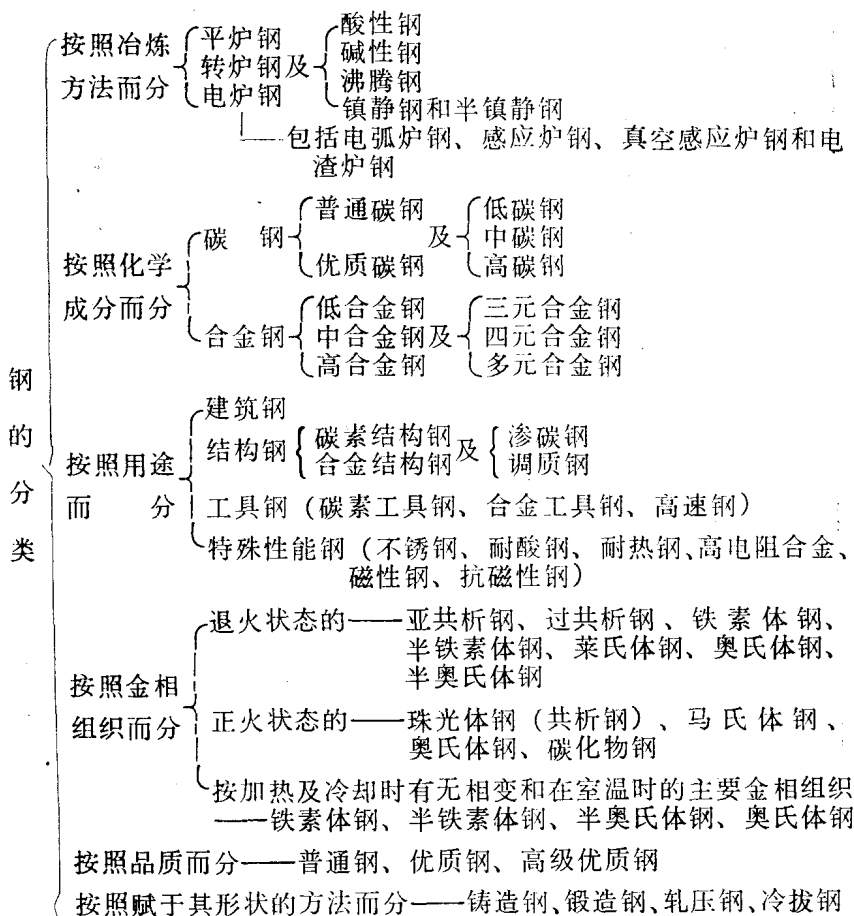 钢的分类
按照冶炼方法而分
平炉钢
转炉钢及
电炉钢
酸性钢
碱性钢
沸腾钢
镇静钢和半镇静钢
包括电弧炉钢、感应炉钢、真空感应炉钢和电
渣炉钢
按照化学
成分而分
碳 钢
普通碳钢
及
优质碳钢
低碳钢
中碳钢
高碳钢
合金钢
低合金钢
中合金钢及
高合金钢
三元合金钢
四元合金钢
多元合金钢
按照用途
而 分
建筑钢
结构钢
碳素结构钢
合金结构钢
及
渗碳钢
调质钢
工具钢（碳素工具钢、合金工具钢、高速钢）
特殊性能钢（不锈钢、耐酸钢、耐热钢、高电阻合金、
磁性钢、抗磁性钢）
按照金相
组织而分
退火状态的——亚共析钢、过共析钢、铁素体钢、
半铁素体钢、莱氏体钢、奥氏体钢、
半奥氏体钢
正火状态的——珠光体钢（共析钢）、马氏体钢、
奥氏体钢、碳化物钢
按加热及冷却时有无相变和在室温时的主要金相组织
——铁素体钢、半铁素体钢、半奥氏体钢、奥氏体钢
按照品质而分——普通钢、优质钢、高级优质钢
按照赋于其形状的方法而分——铸造钢、锻造钢、轧压钢、冷拔钢